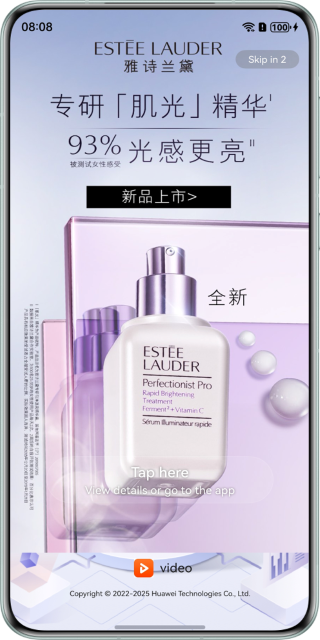 08:08
100
ESTĒE LAUDER
雅诗兰黛
Skip in 2
专研「肌光」精华
93% 光感更亮
被测试女性感受
新品上市>
全新
ESTĒE
LAUDER
Perfectionist Pro
Rapid Brightening
Treatment
Ferment² + Vitamin C
Sérum illuminateur rapide
Tap here
View details or go to the app
video
Copyright © 2022-2025 Huawei Technologies Co., Ltd.